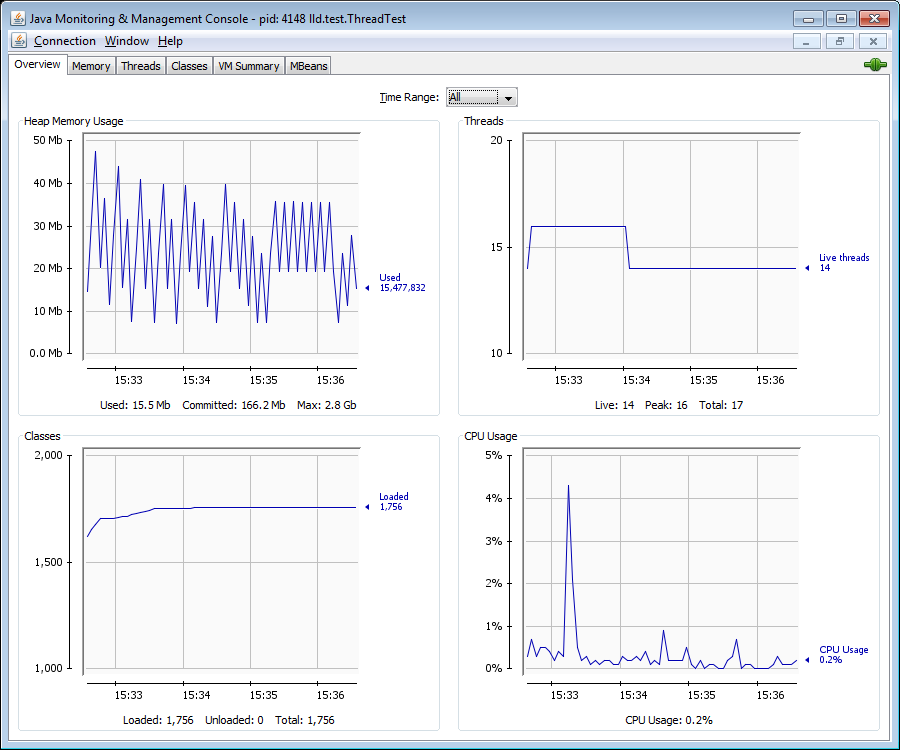 Java Monitoring & Management Console - pid: 4148 lld.test.ThreadTest
Connection Window Help
Overview Memory Threads Classes VM Summary MBeans
Time Range: All
Heap Memory Usage
50 Mb
40 Mb
30 Mb
20 Mb
10 Mb
0.0 Mb
Used
15,477,832
15:33 15:34 15:35 15:36
Used: 15.5 Mb Committed: 166.2 Mb Max: 2.8 Gb
Threads
20
15
10
Live threads
14
15:33 15:34 15:35 15:36
Live: 14 Peak: 16 Total: 17
Classes
2,000
1,500
1,000
Loaded
1,756
15:33 15:34 15:35 15:36
Loaded: 1,756 Unloaded: 0 Total: 1,756
CPU Usage
5%
4%
3%
2%
1%
0%
CPU Usage
0.2%
15:33 15:34 15:35 15:36
CPU Usage: 0.2%